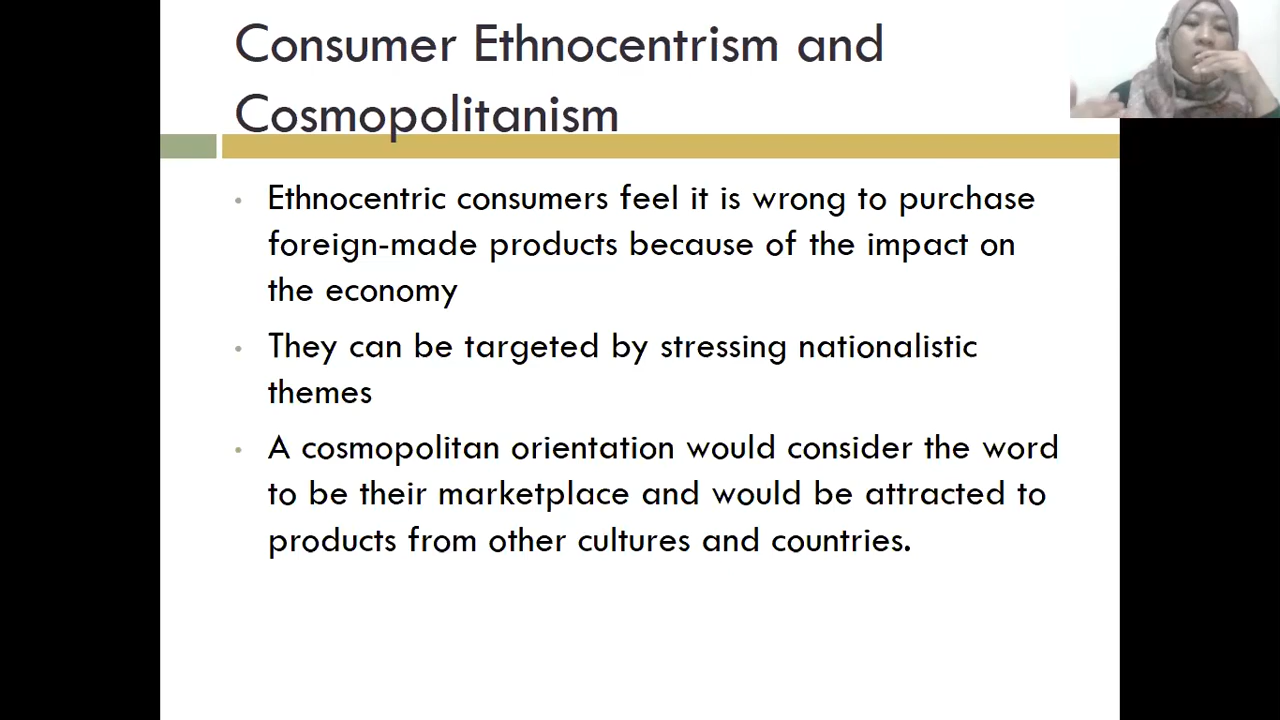 Consumer Ethnocentrism and
Cosmopolitanism
• Ethnocentric consumers feel it is wrong to purchase
foreign-made products because of the impact on
the economy
• They can be targeted by stressing nationalistic
themes
• A cosmopolitan orientation would consider the word
to be their marketplace and would be attracted to
products from other cultures and countries.